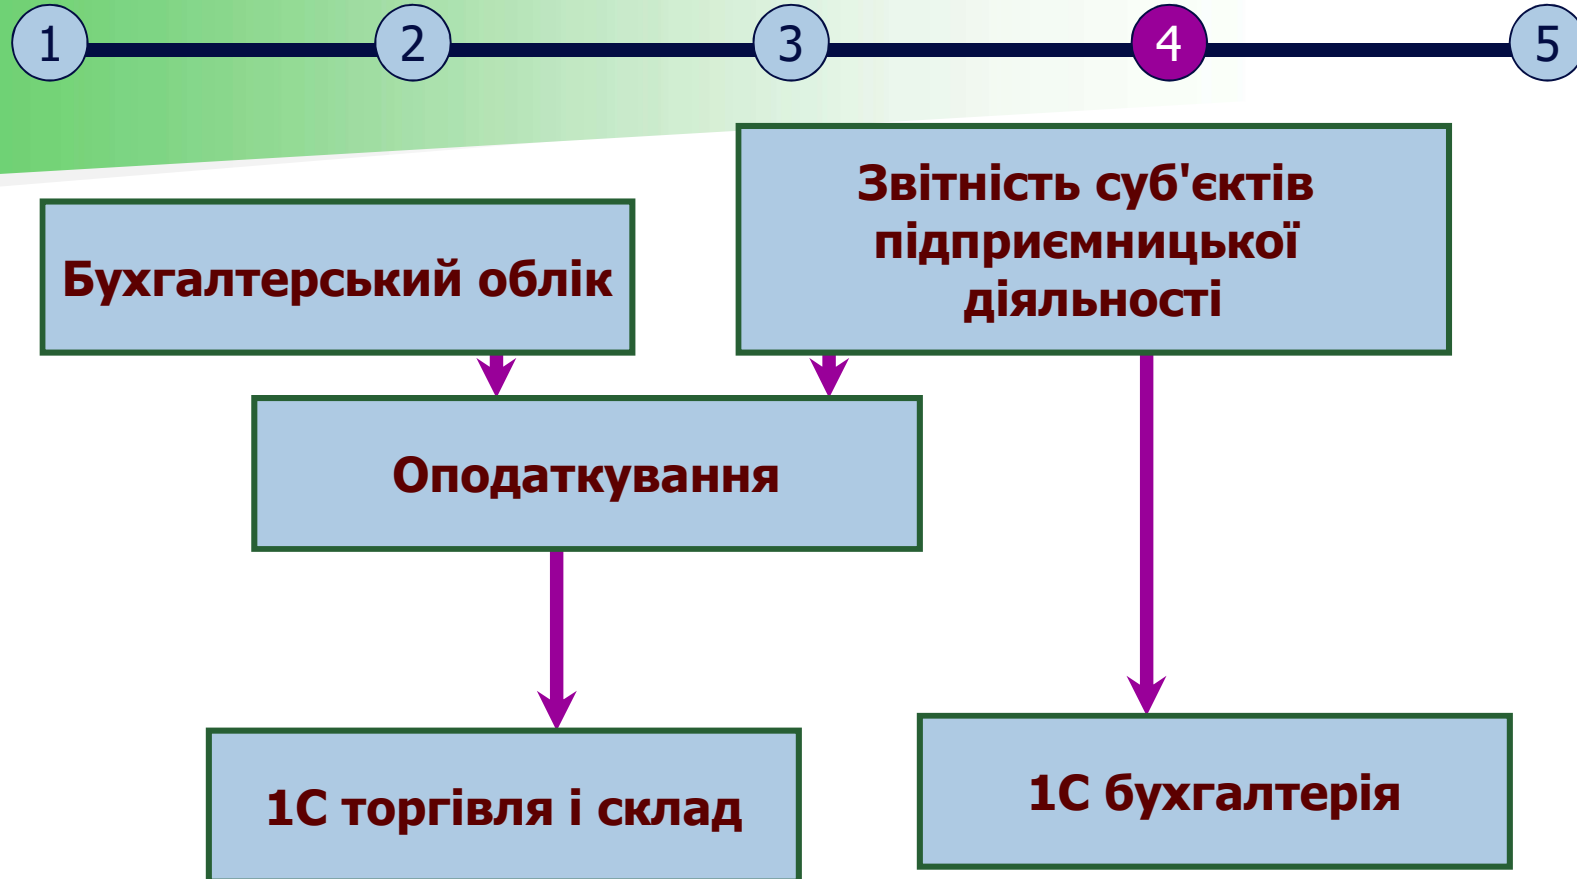 1 2 3 4 5
Звітність суб'єктів
підприємницької
діяльності
Бухгалтерський облік
Оподаткування
1С торгівля і склад
1С бухгалтерія